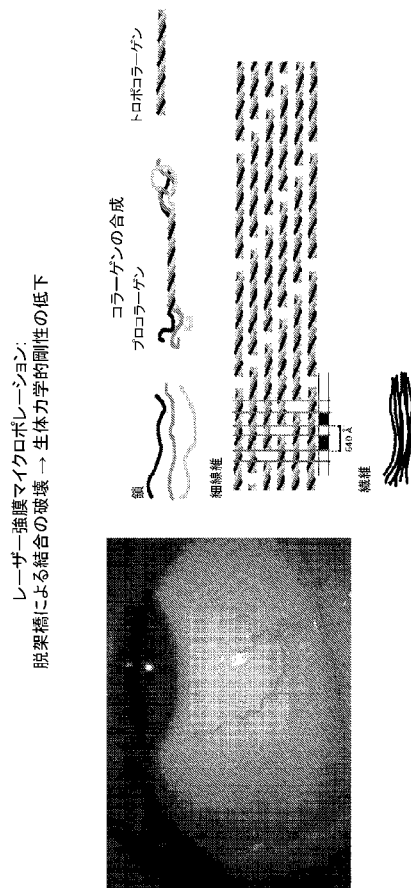 レーザー強膜マイクロポレーション:
脱架橋による結合の破壊 → 生体力学的剛性の低下
コラーゲンの合成
鎖
プロコラーゲン
トロポコラーゲン
細線維
640 Å
繊維